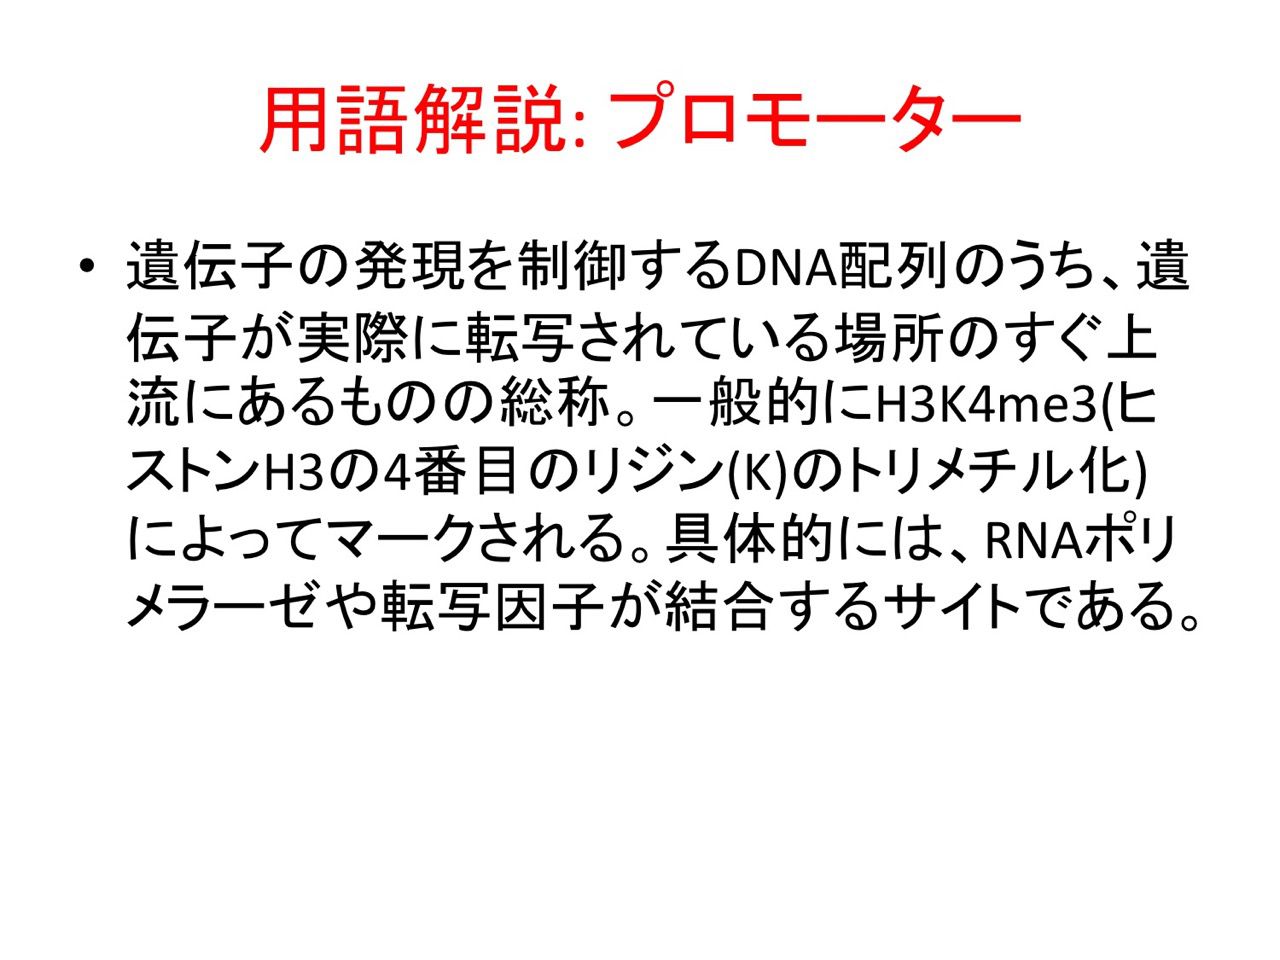 用語解説: プロモーター
• 遺伝子の発現を制御するDNA配列のうち、遺
伝子が実際に転写されている場所のすぐ上
流にあるものの総称。一般的にH3K4me3(ヒ
ストンH3の4番目のリジン(K)のトリメチル化)
によってマークされる。具体的には、RNAポリ
メラーゼや転写因子が結合するサイトである。